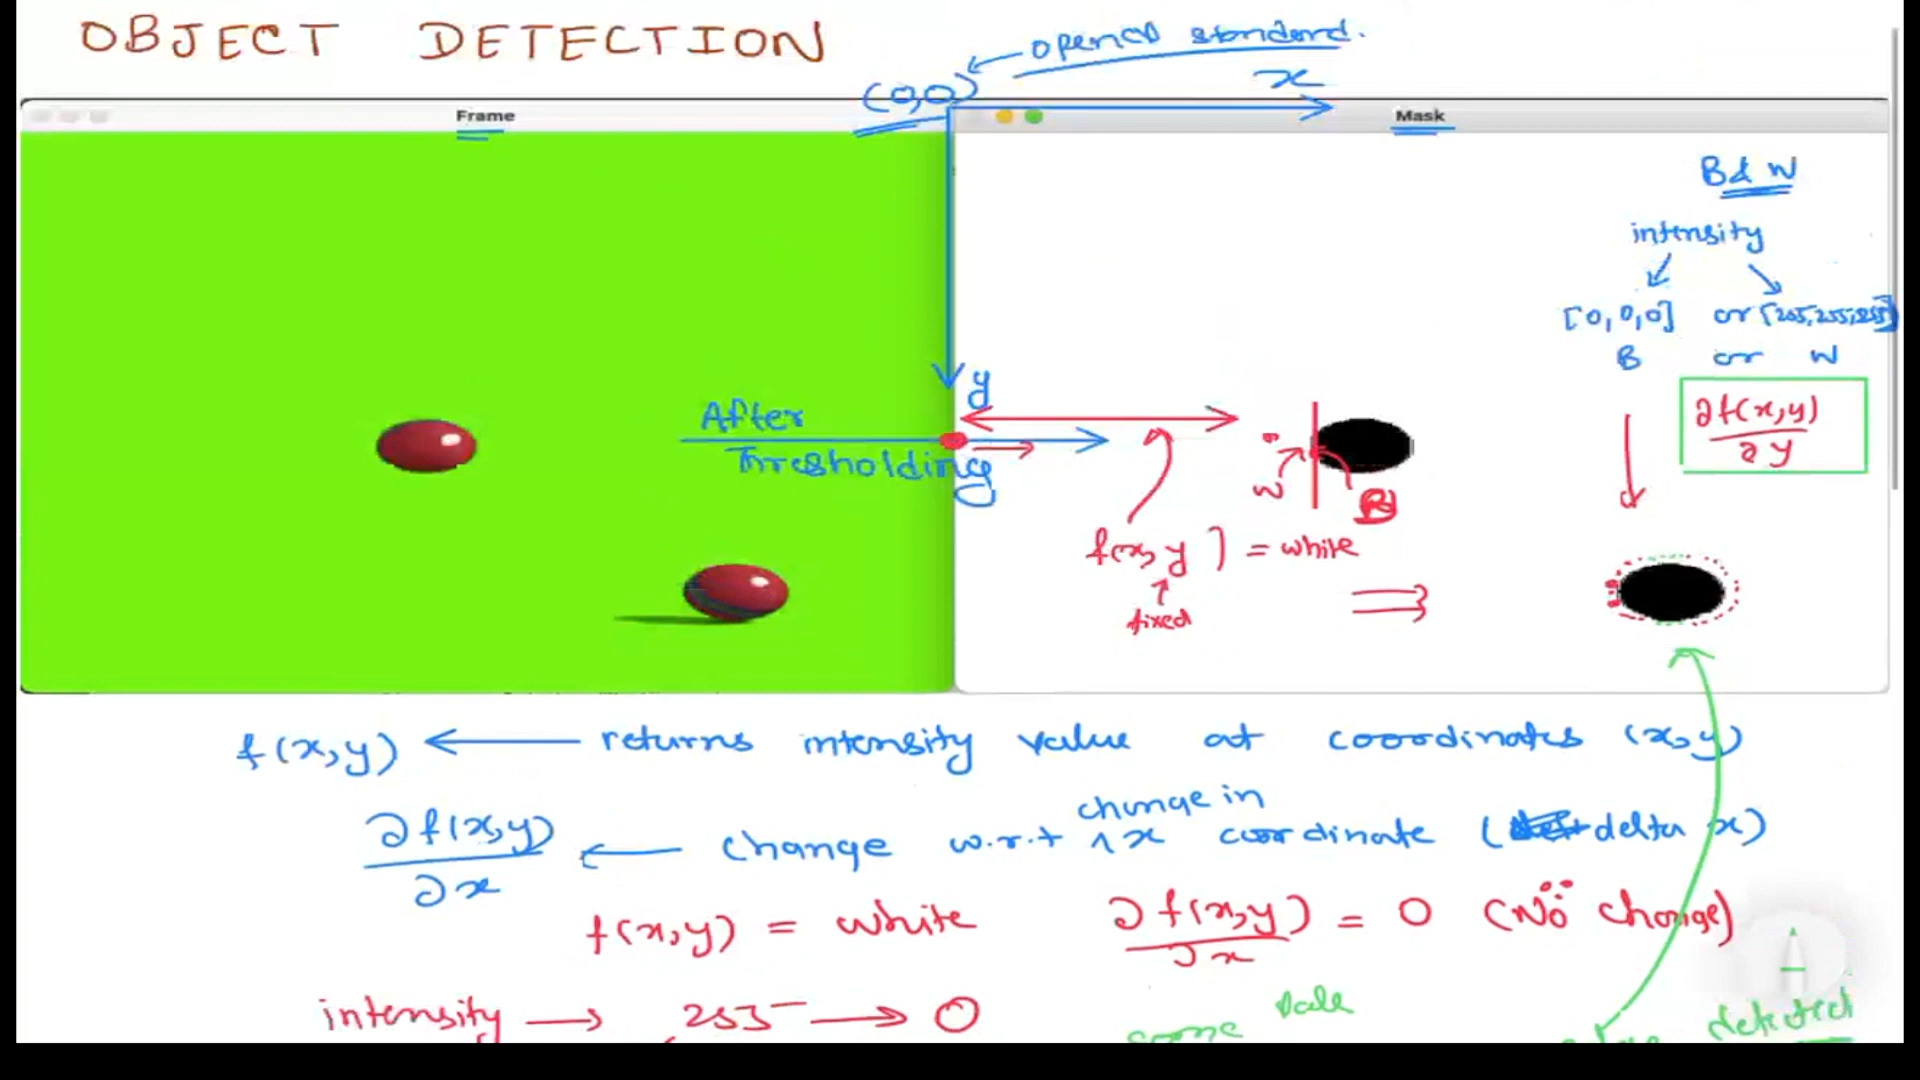 OBJECT DETECTION
opencv standard.
(0,0)
x
Frame
Mask
B & W
intensity
[0,0,0] or [255,255,255]
B or W
y
After
Thresholding
∂f(x,y)
∂y
W
B
f(x, y) = white
fixed
f(x,y) ← returns intensity value at coordinates (x,y)
∂f(x,y)
∂x
← change w.r.t ^ x coordinate (delta x)
change in
f(x,y) = white
∂f(x,y)
∂x
= 0 (No change)
intensity → 255 → 0
some
detected